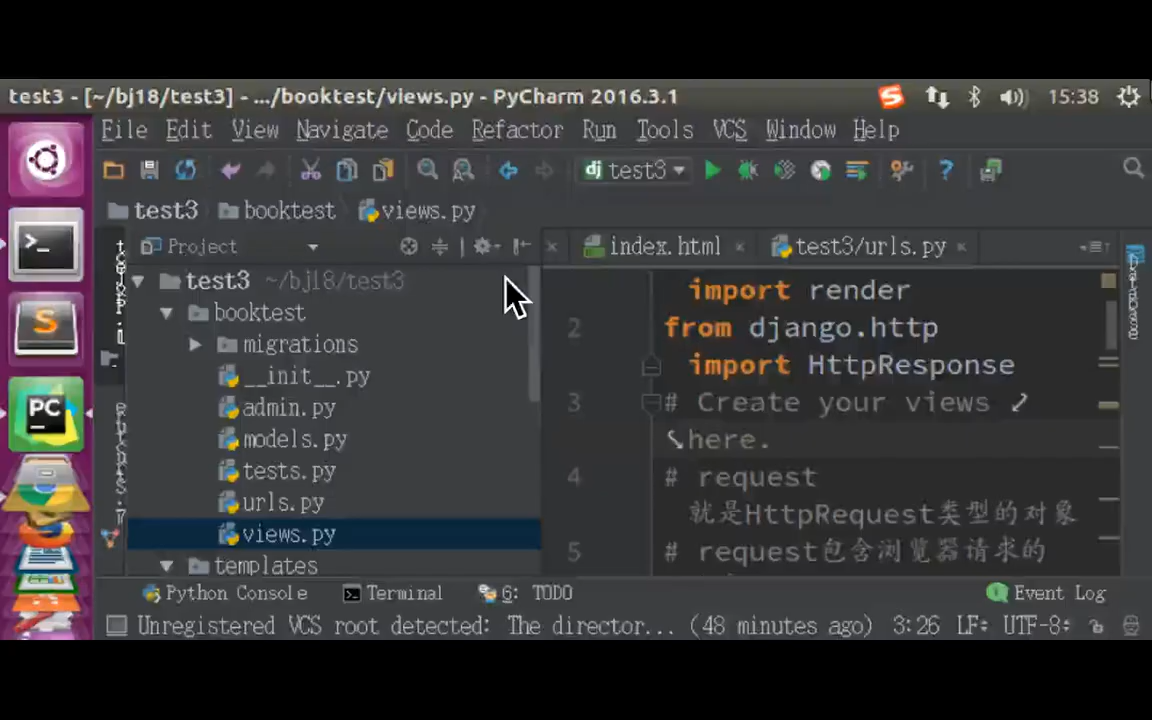 test3 - [~/bj18/test3] - .../booktest/views.py - PyCharm 2016.3.1
15:38
File Edit View Navigate Code Refactor Run Tools VCS Window Help
dj test3
test3 booktest views.py
Project
index.html
test3/urls.py
test3 ~/bj18/test3
booktest
migrations
__init__.py
admin.py
models.py
tests.py
urls.py
views.py
templates
import render
2 from django.http
import HttpResponse
3 # Create your views
here.
4 # request
就是HttpRequest类型的对象
5 # request包含浏览器请求的
Python Console
Terminal
6: TODO
Event Log
Unregistered VCS root detected: The director... (48 minutes ago)
3:26 LF UTF-8